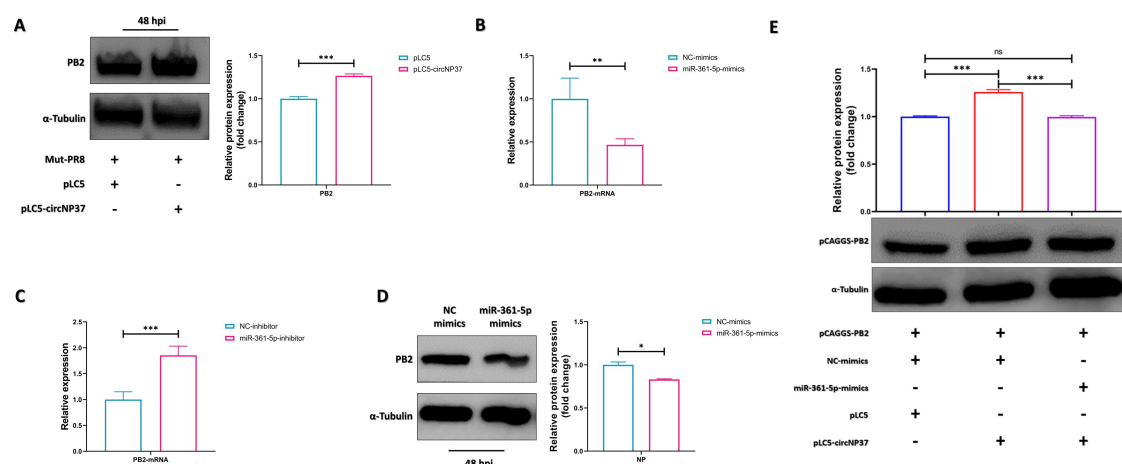 A
48 hpi
PB2
α-Tubulin
Mut-PR8 + +
pLC5 + -
pLC5-circNP37 - +
Relative protein expression
(fold change)
1.5
1.0
0.5
0.0
***
PB2
pLC5
pLC5-circNP37
B
Relative protein expression
(fold change)
1.5
1.0
0.5
0.0
**
PB2-mRNA
NC-mimics
miR-361-5p-mimics
C
Relative expression
2.5
2.0
1.5
1.0
0.5
0.0
***
PB2-mRNA
NC-inhibitor
miR-361-5p-inhibitor
D
NC
mimics
miR-361-5p
mimics
PB2
α-Tubulin
48 hpi
Relative protein expression
(fold change)
1.5
1.0
0.5
0.0
*
NP
NC-mimics
miR-361-5p-mimics
E
ns
*** ***
Relative protein expression
(fold change)
1.5
1.0
0.5
0.0
pCAGGS-PB2
α-Tubulin
pCAGGS-PB2 + + +
NC-mimics + + -
miR-361-5p-mimics - - +
pLC5 + - -
pLC5-circNP37 - + +